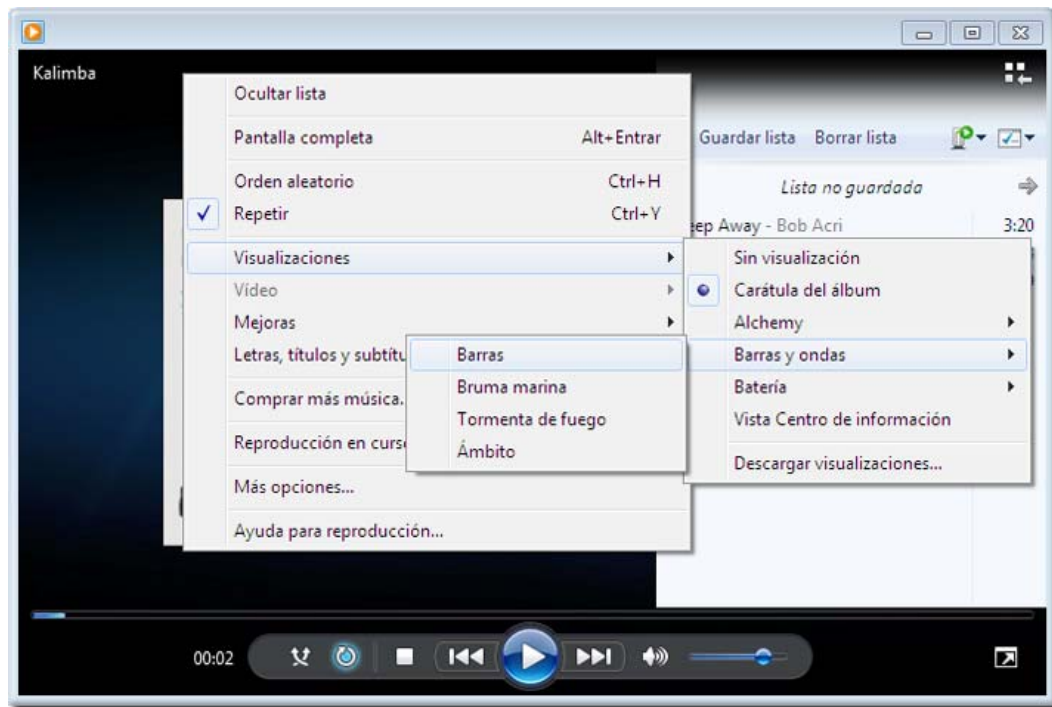 Kalimba
Ocultar lista
Pantalla completa Alt+Entrar
Orden aleatorio Ctrl+H
Repetir Ctrl+Y
Visualizaciones
Vídeo
Mejoras
Letras, títulos y
Comprar más música.
Reproducción en
Más opciones...
Ayuda para reproducción...
Barras
Bruma marina
Tormenta de fuego
Ámbito
Guardar lista Borrar lista
Lista no guardada
Away - Bob Acri 3:20
Sin visualización
Carátula del álbum
Alchemy
Barras y ondas
Batería
Vista Centro de información
Descargar visualizaciones...
00:02